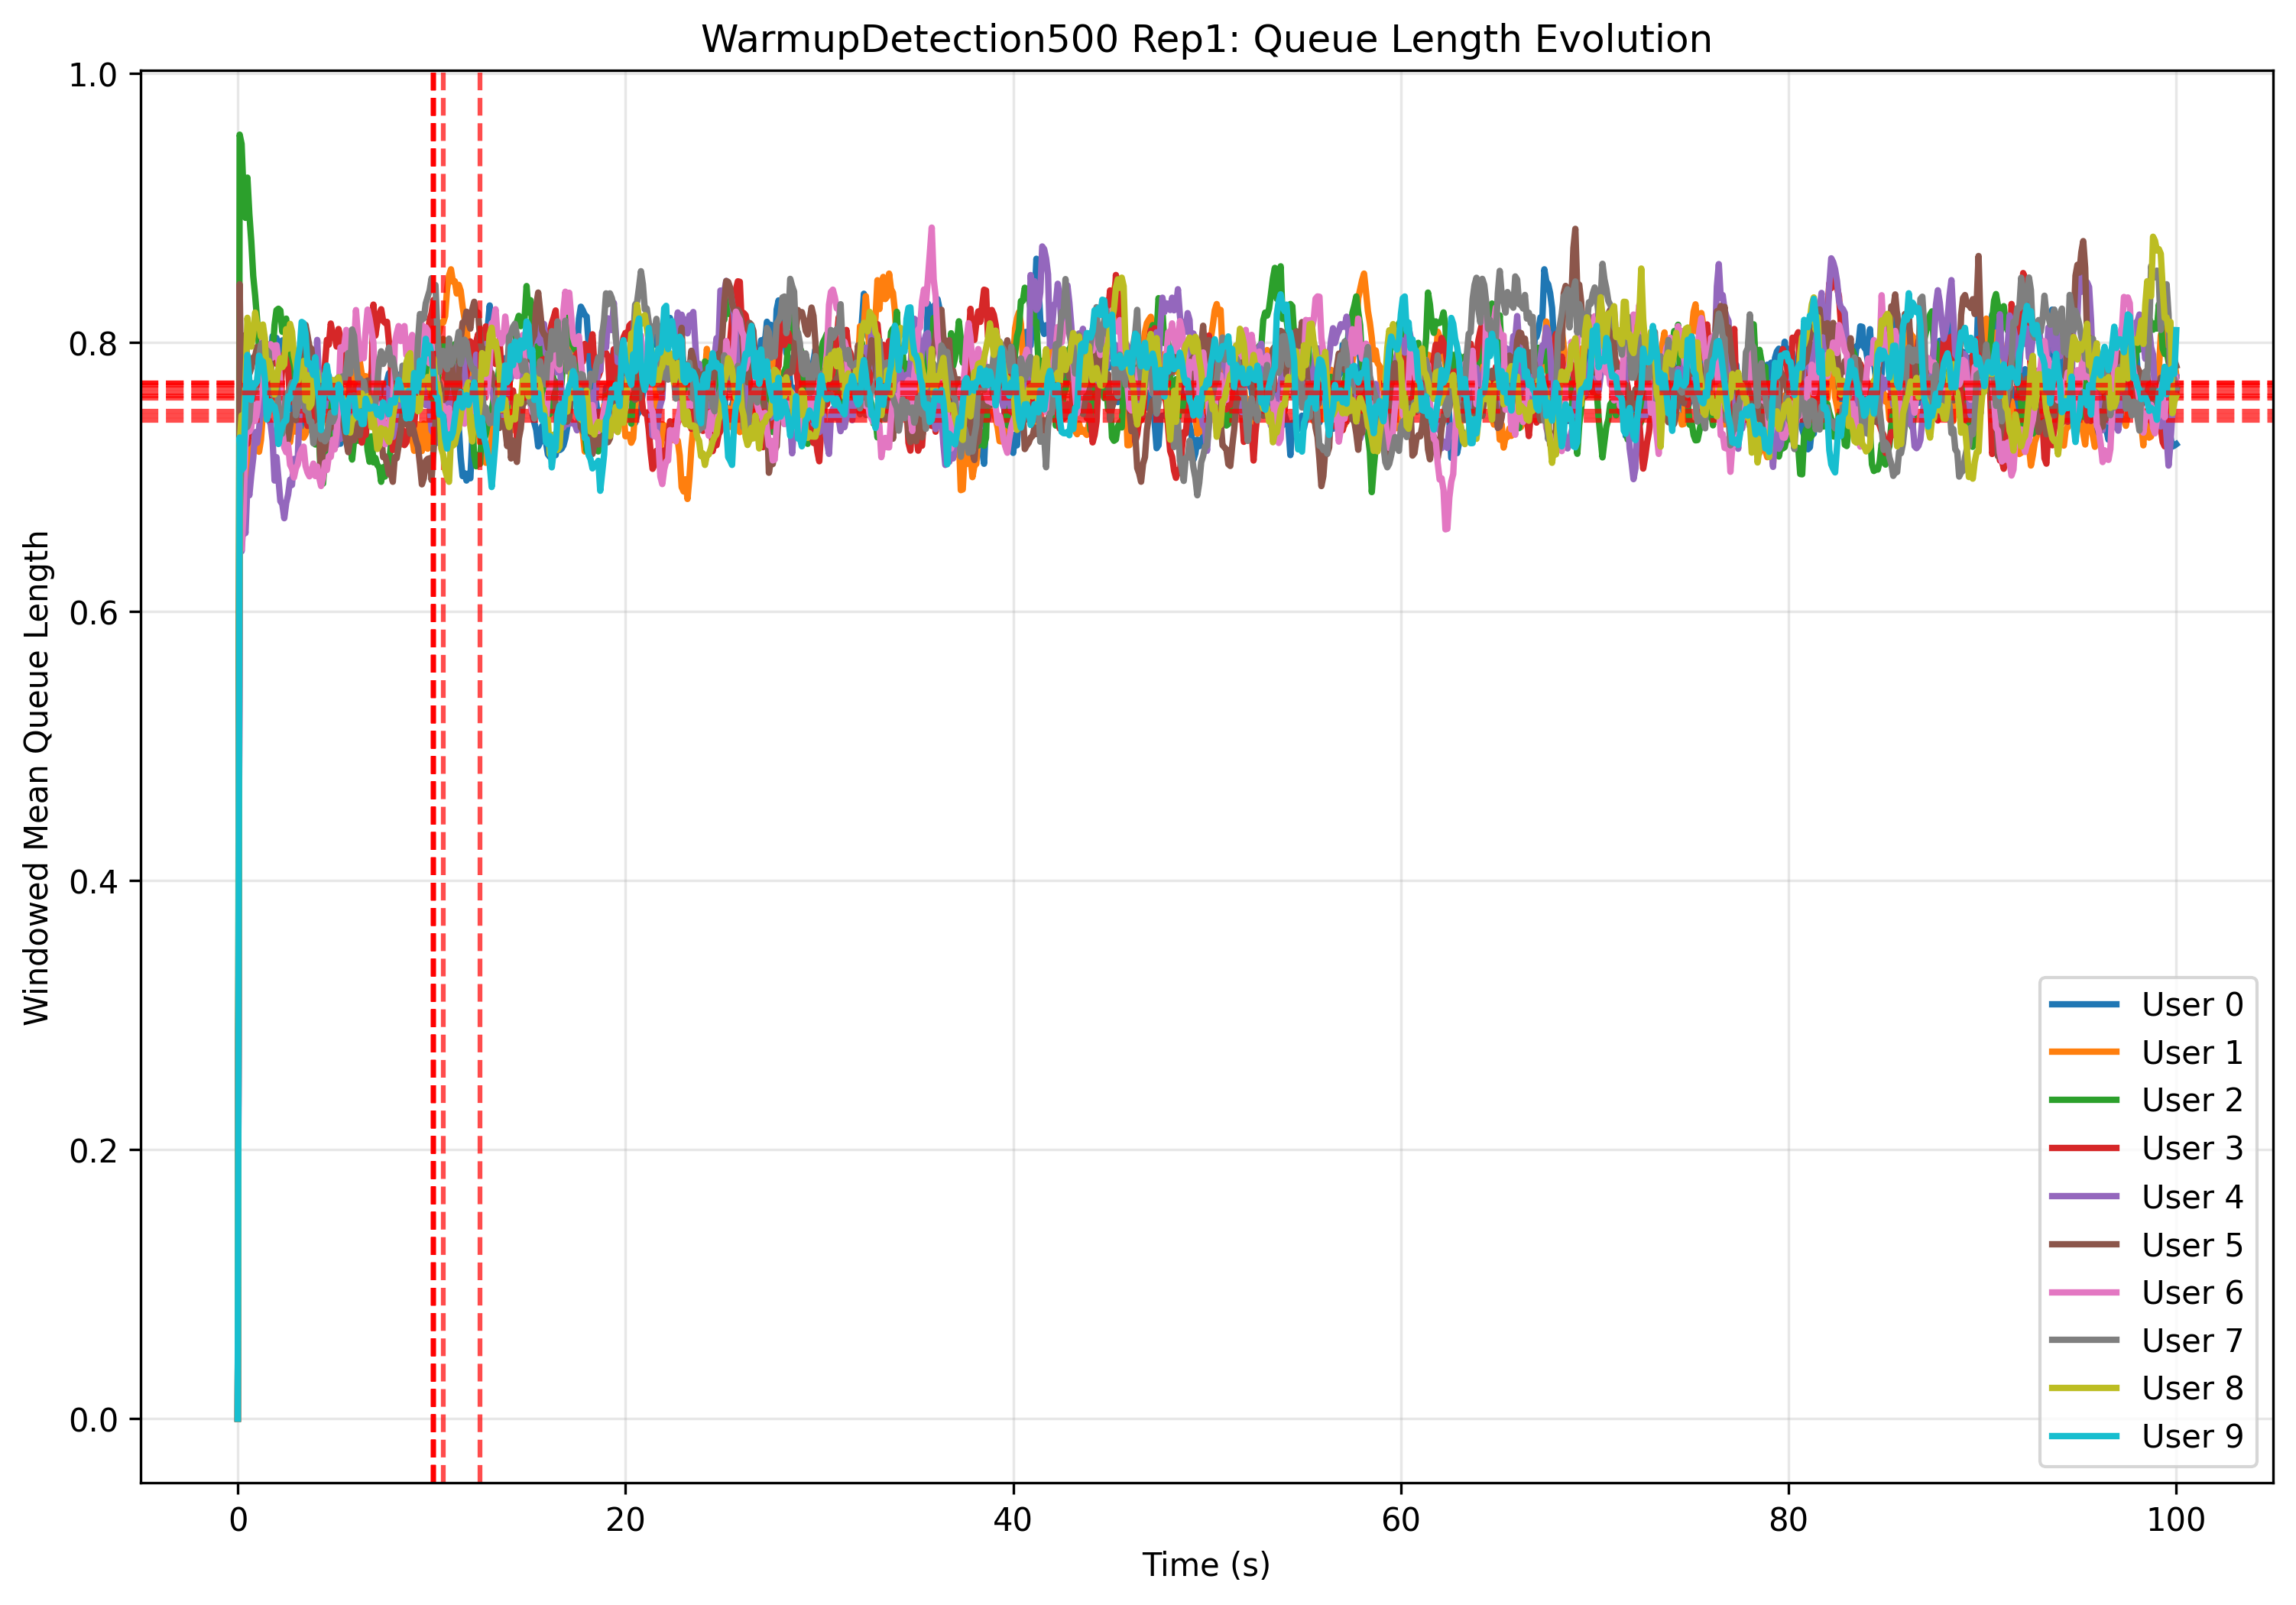 WarmupDetection500 Rep1: Queue Length Evolution
1.0
0.8
0.6
0.4
0.2
0.0
Windowed Mean Queue Length
0 20 40 60 80 100
Time (s)
User 0
User 1
User 2
User 3
User 4
User 5
User 6
User 7
User 8
User 9